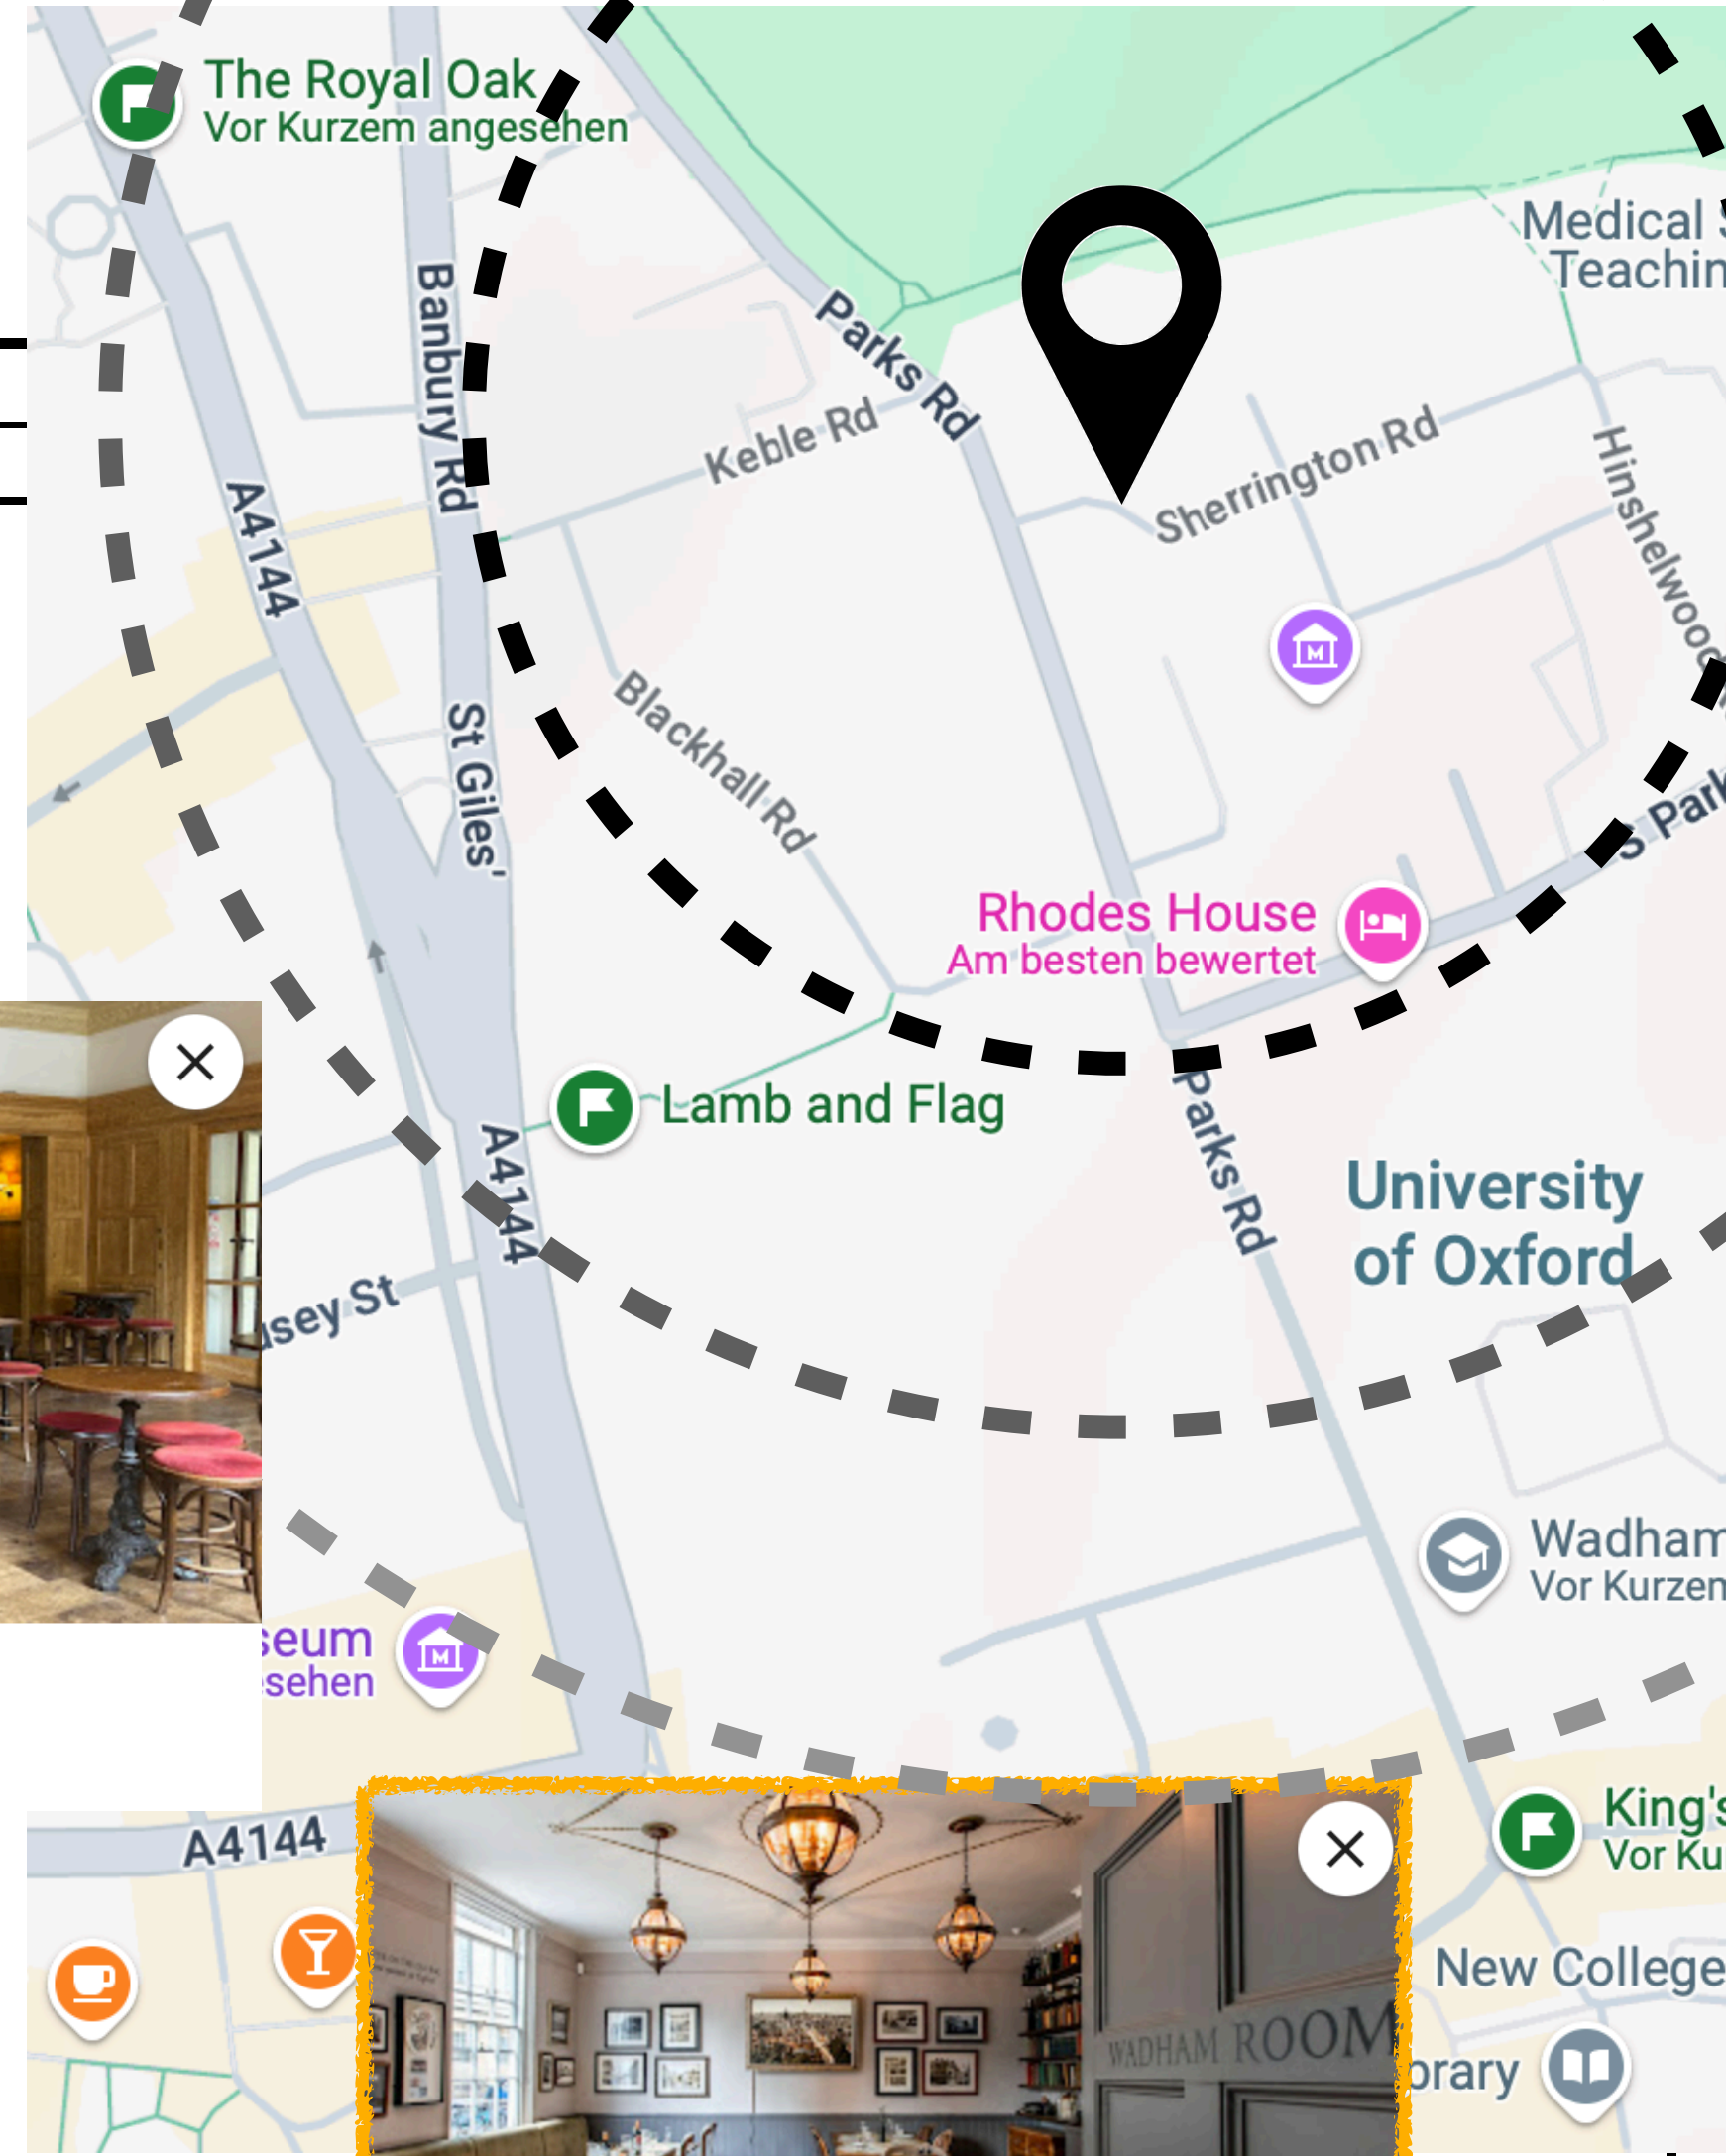 The Royal Oak
Vor Kurzem angesehen
Medical
Teachin
Banbury Rd
Parks Rd
Keble Rd
Sherrington Rd
Hinshelwood
A4144
St Giles'
Blackhall Rd
S Park
Rhodes House
Am besten bewertet
Lamb and Flag
A4144
Parks Rd
University
of Oxford
usey St
Wadham
Vor Kurzem
seum
sehen
King's
Vor Ku
A4144
New College
WADHAM ROOM
brary